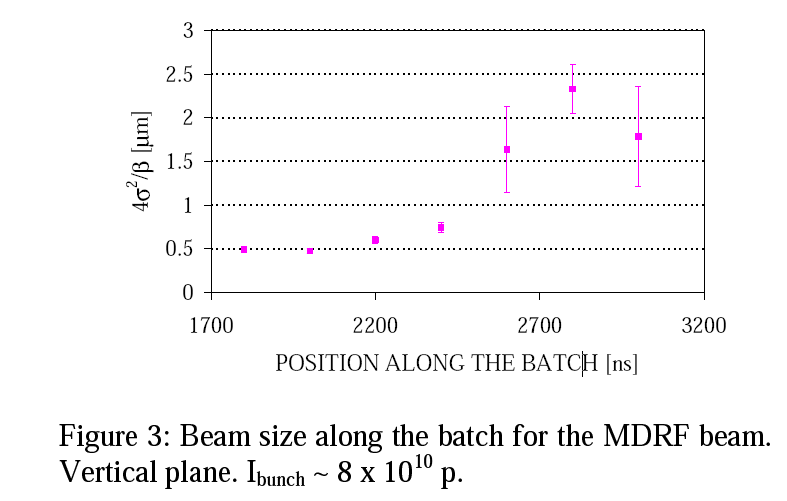 3
2.5
2
1.5
1
0.5
0
4σ²/β [µm]
1700 2200 2700 3200
POSITION ALONG THE BATCH [ns]
Figure 3: Beam size along the batch for the MDRF beam.
Vertical plane. I_bunch ~ 8 x 10¹⁰ p.